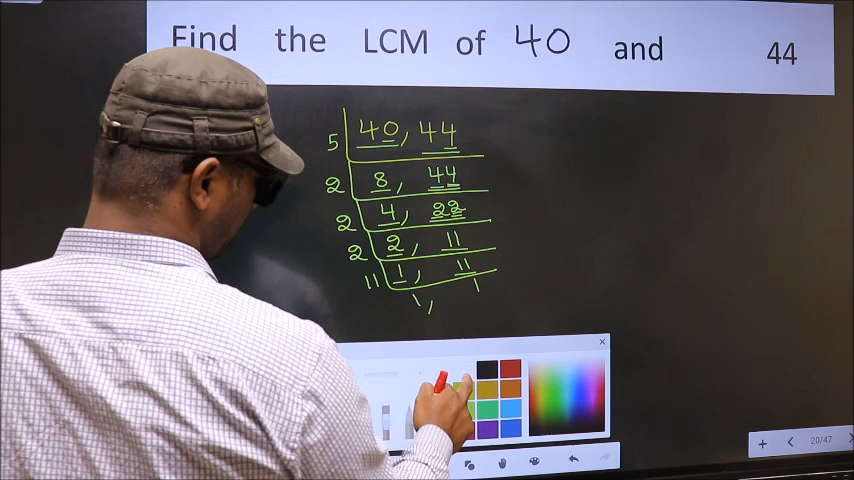 Find the LCM of 40 and 44
5 40, 44
2 8, 44
2 4, 22
2 2, 11
11 1, 11
1, 1
20/47